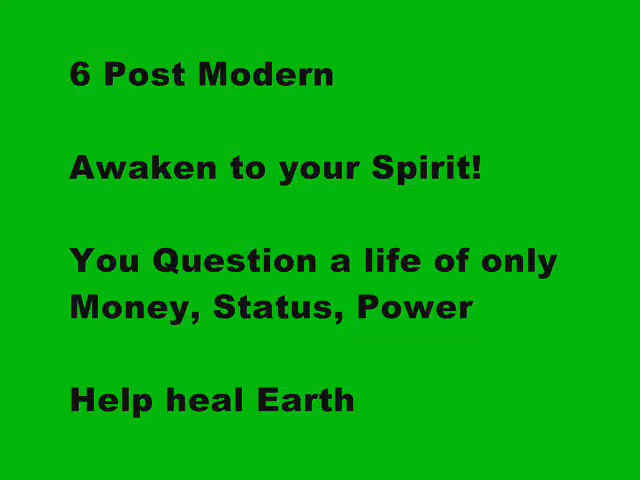 6 Post Modern
Awaken to your Spirit!
You Question a life of only
Money, Status, Power
Help heal Earth